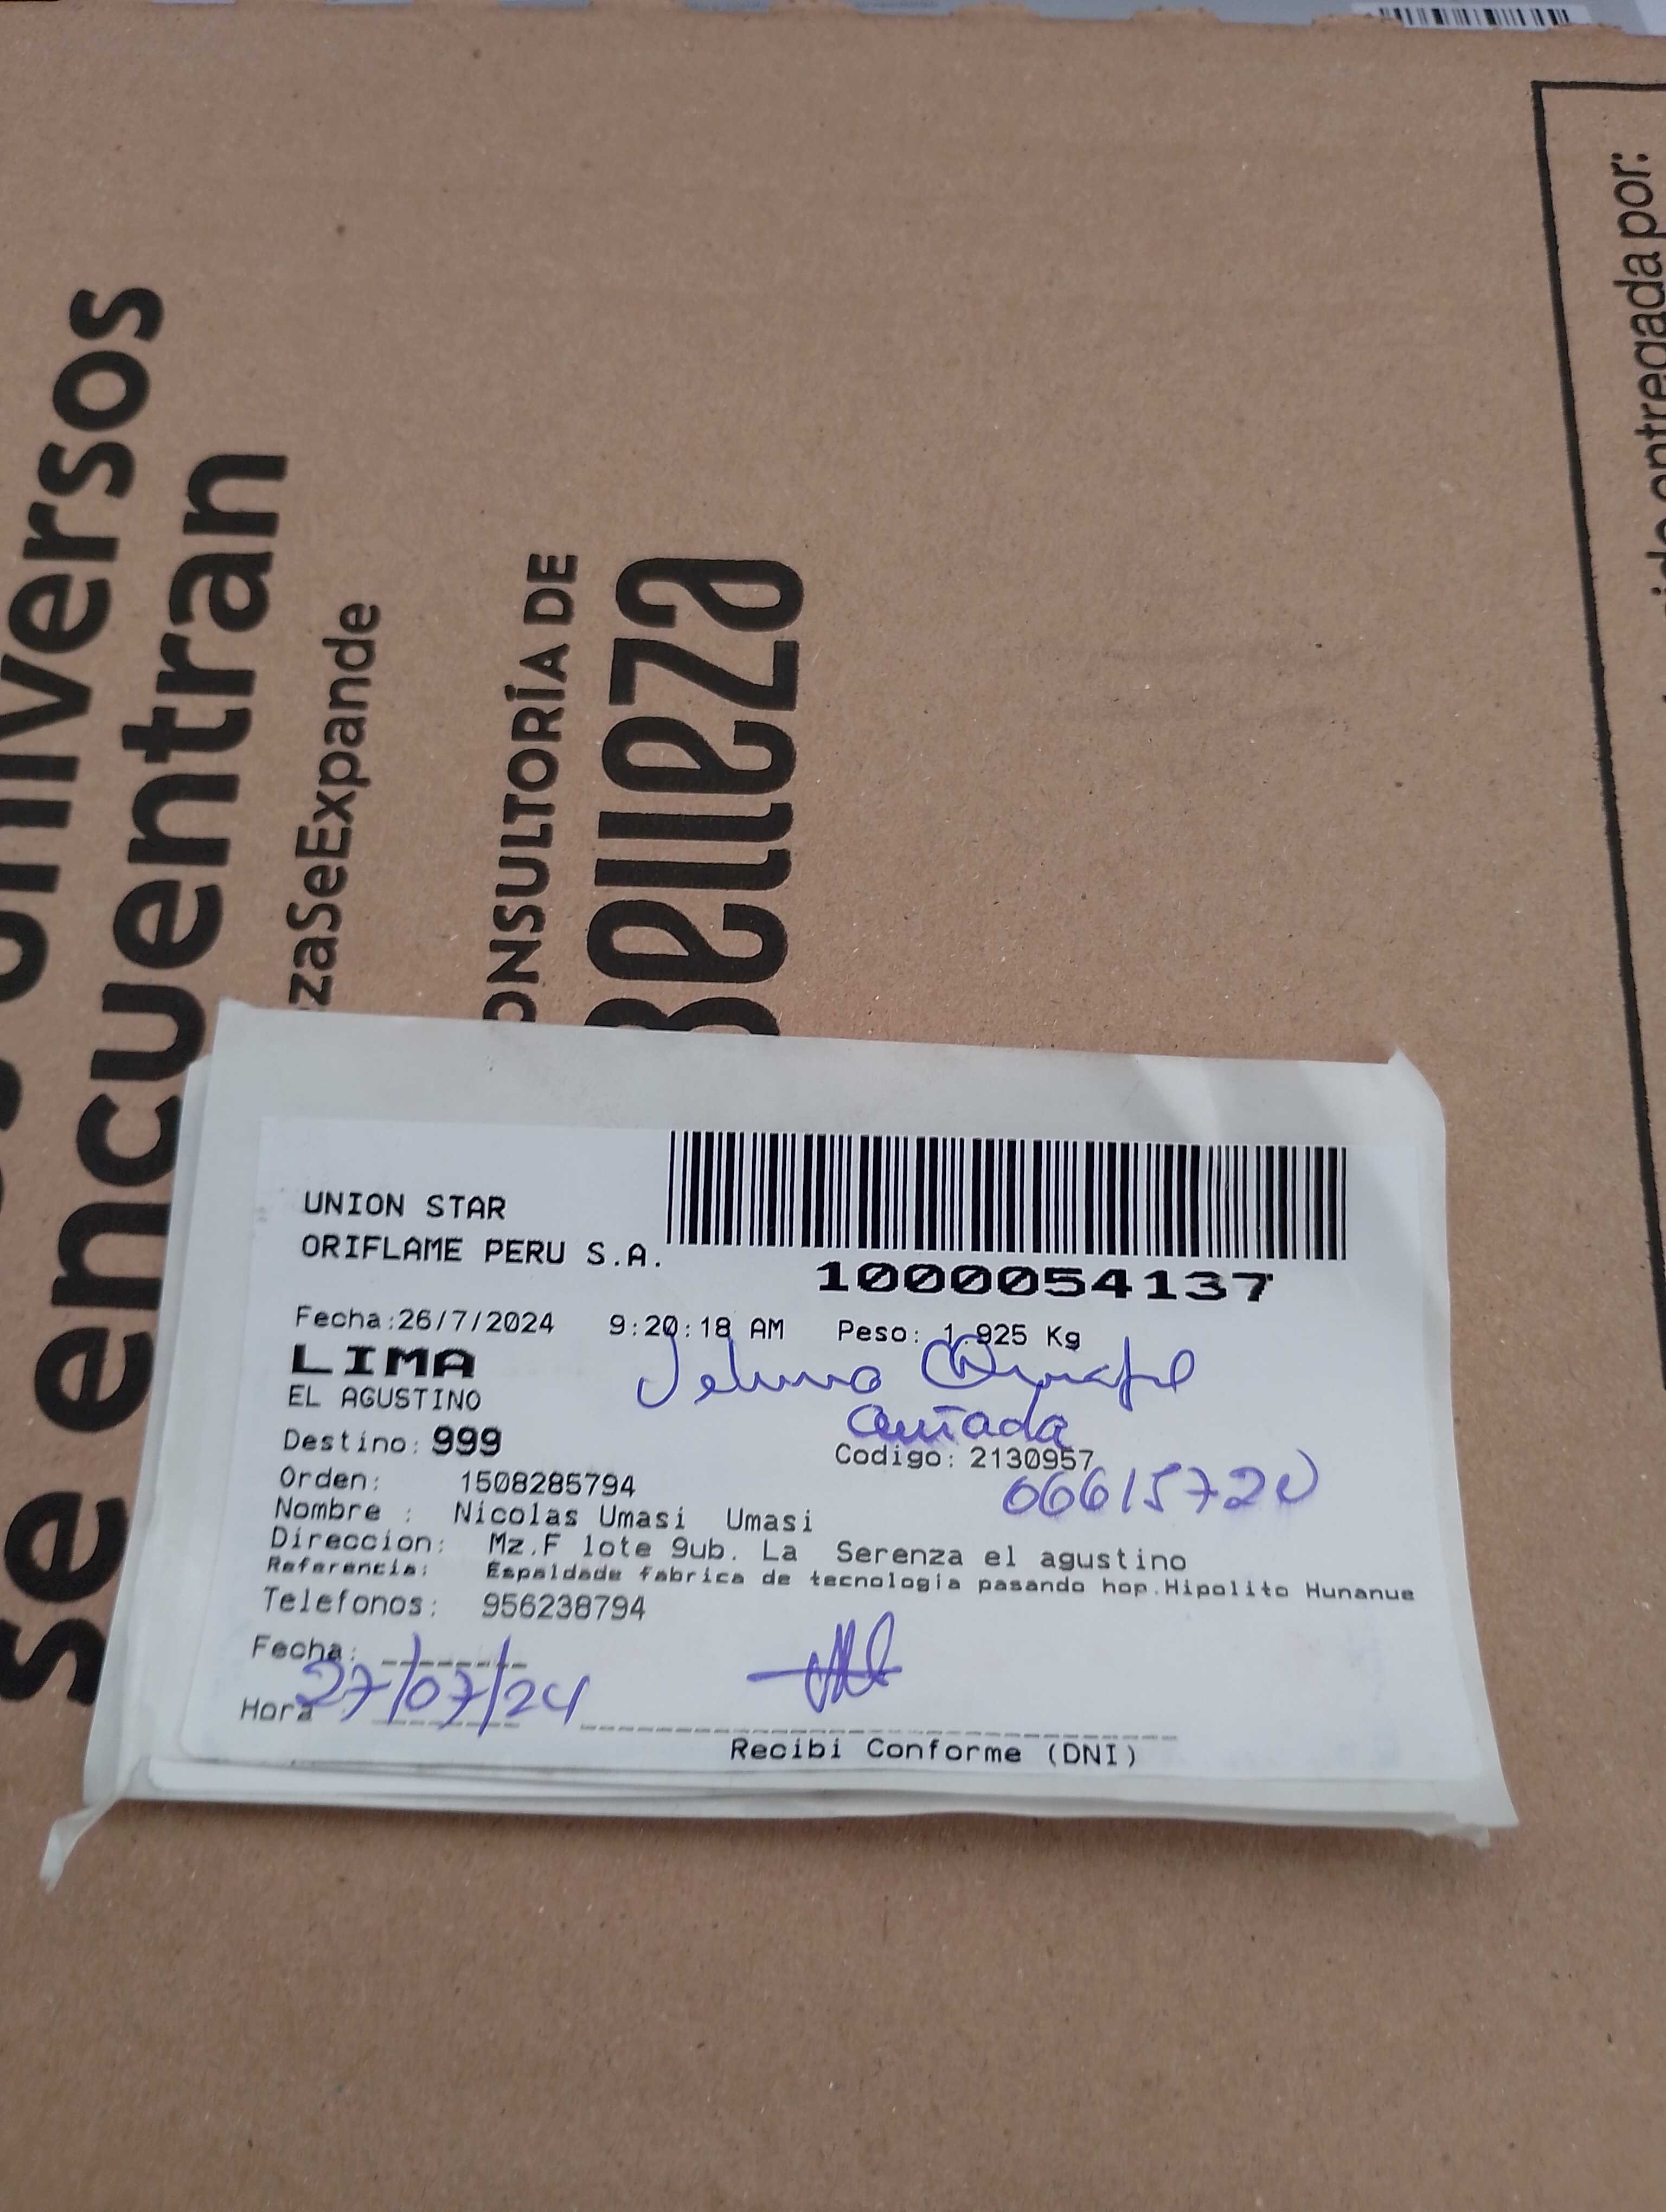 entregada por:
niversos
se encuentran
zaSeExpande
ONSULTORÍA DE
Belleza
UNION STAR
ORIFLAME PERU S.A.
1000054137
Fecha:26/7/2024 9:20:18 AM Peso: 1.925 Kg
LIMA
EL AGUSTINO
cuñada
Destino: 999
Codigo: 2130957
Orden: 1508285794
Nombre : Nicolas Umasi Umasi
Direccion: Mz.F lote 9ub. La Serenza el agustino
Referencia: Espaldade fabrica de tecnologia pasando hop.Hipolito Hunanue
Telefonos: 956238794
Fecha:
27/07/24
Hora
Recibi Conforme (DNI)